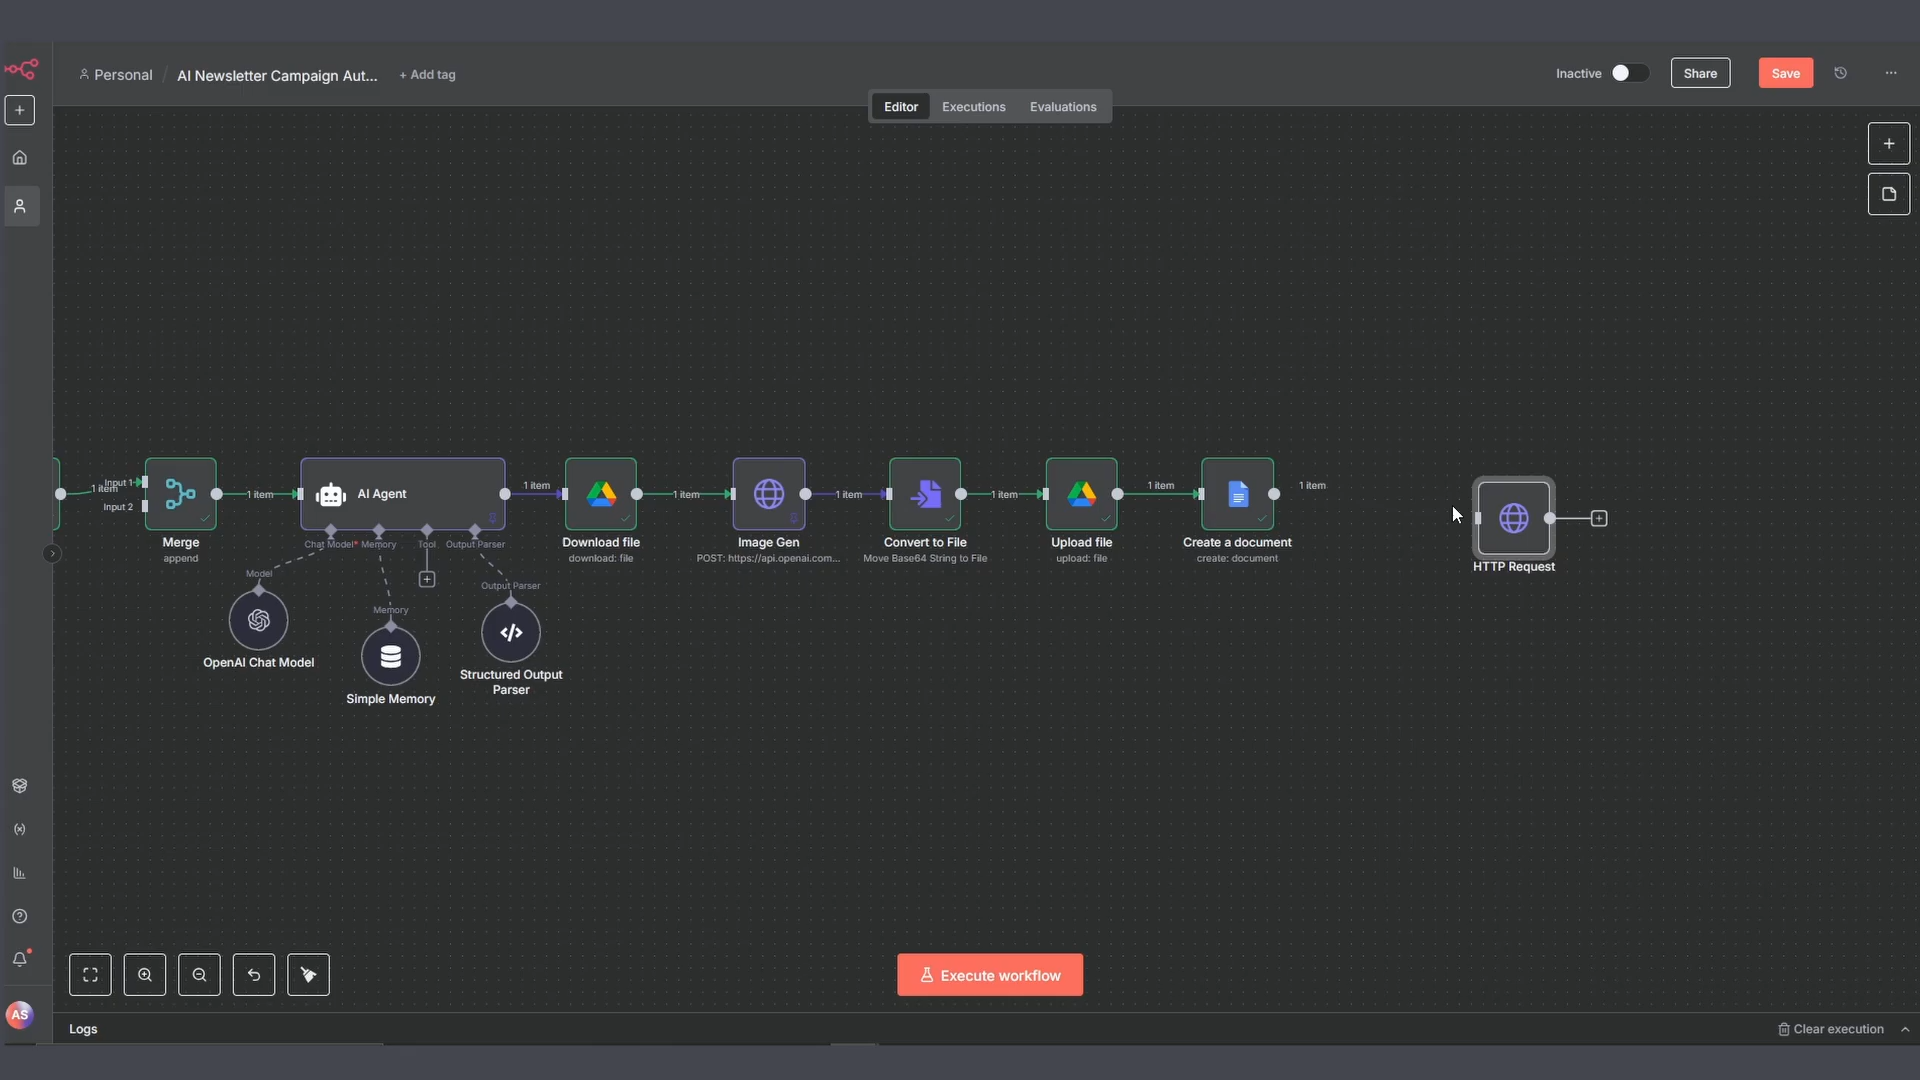 Personal / AI Newsletter Campaign Aut... + Add tag
Inactive
Share
Save
Editor Executions Evaluations
1 item
Input 1
Input 2
Merge
append
1 item
AI Agent
Chat Model* Memory Tool Output Parser
Model
OpenAI Chat Model
Memory
Simple Memory
Output Parser
Structured Output
Parser
1 item
Download file
download: file
1 item
Image Gen
POST: https://api.openai.com...
1 item
Convert to File
Move Base64 String to File
1 item
Upload file
upload: file
1 item
Create a document
create: document
1 item
HTTP Request
Execute workflow
AS
Logs
Clear execution